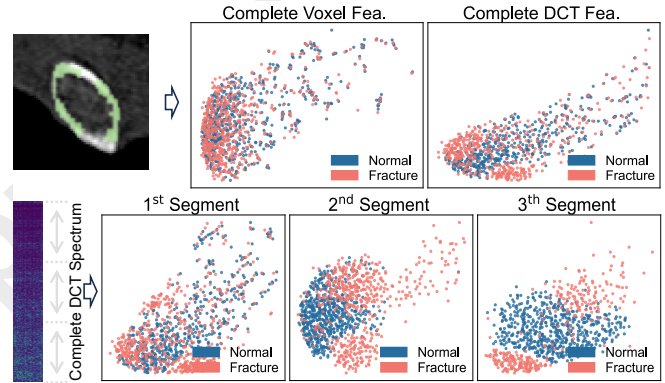 Complete Voxel Fea.
Complete DCT Fea.
Normal
Fracture
Normal
Fracture
Complete DCT Spectrum
1st Segment
2nd Segment
3th Segment
Normal
Fracture
Normal
Fracture
Normal
Fracture